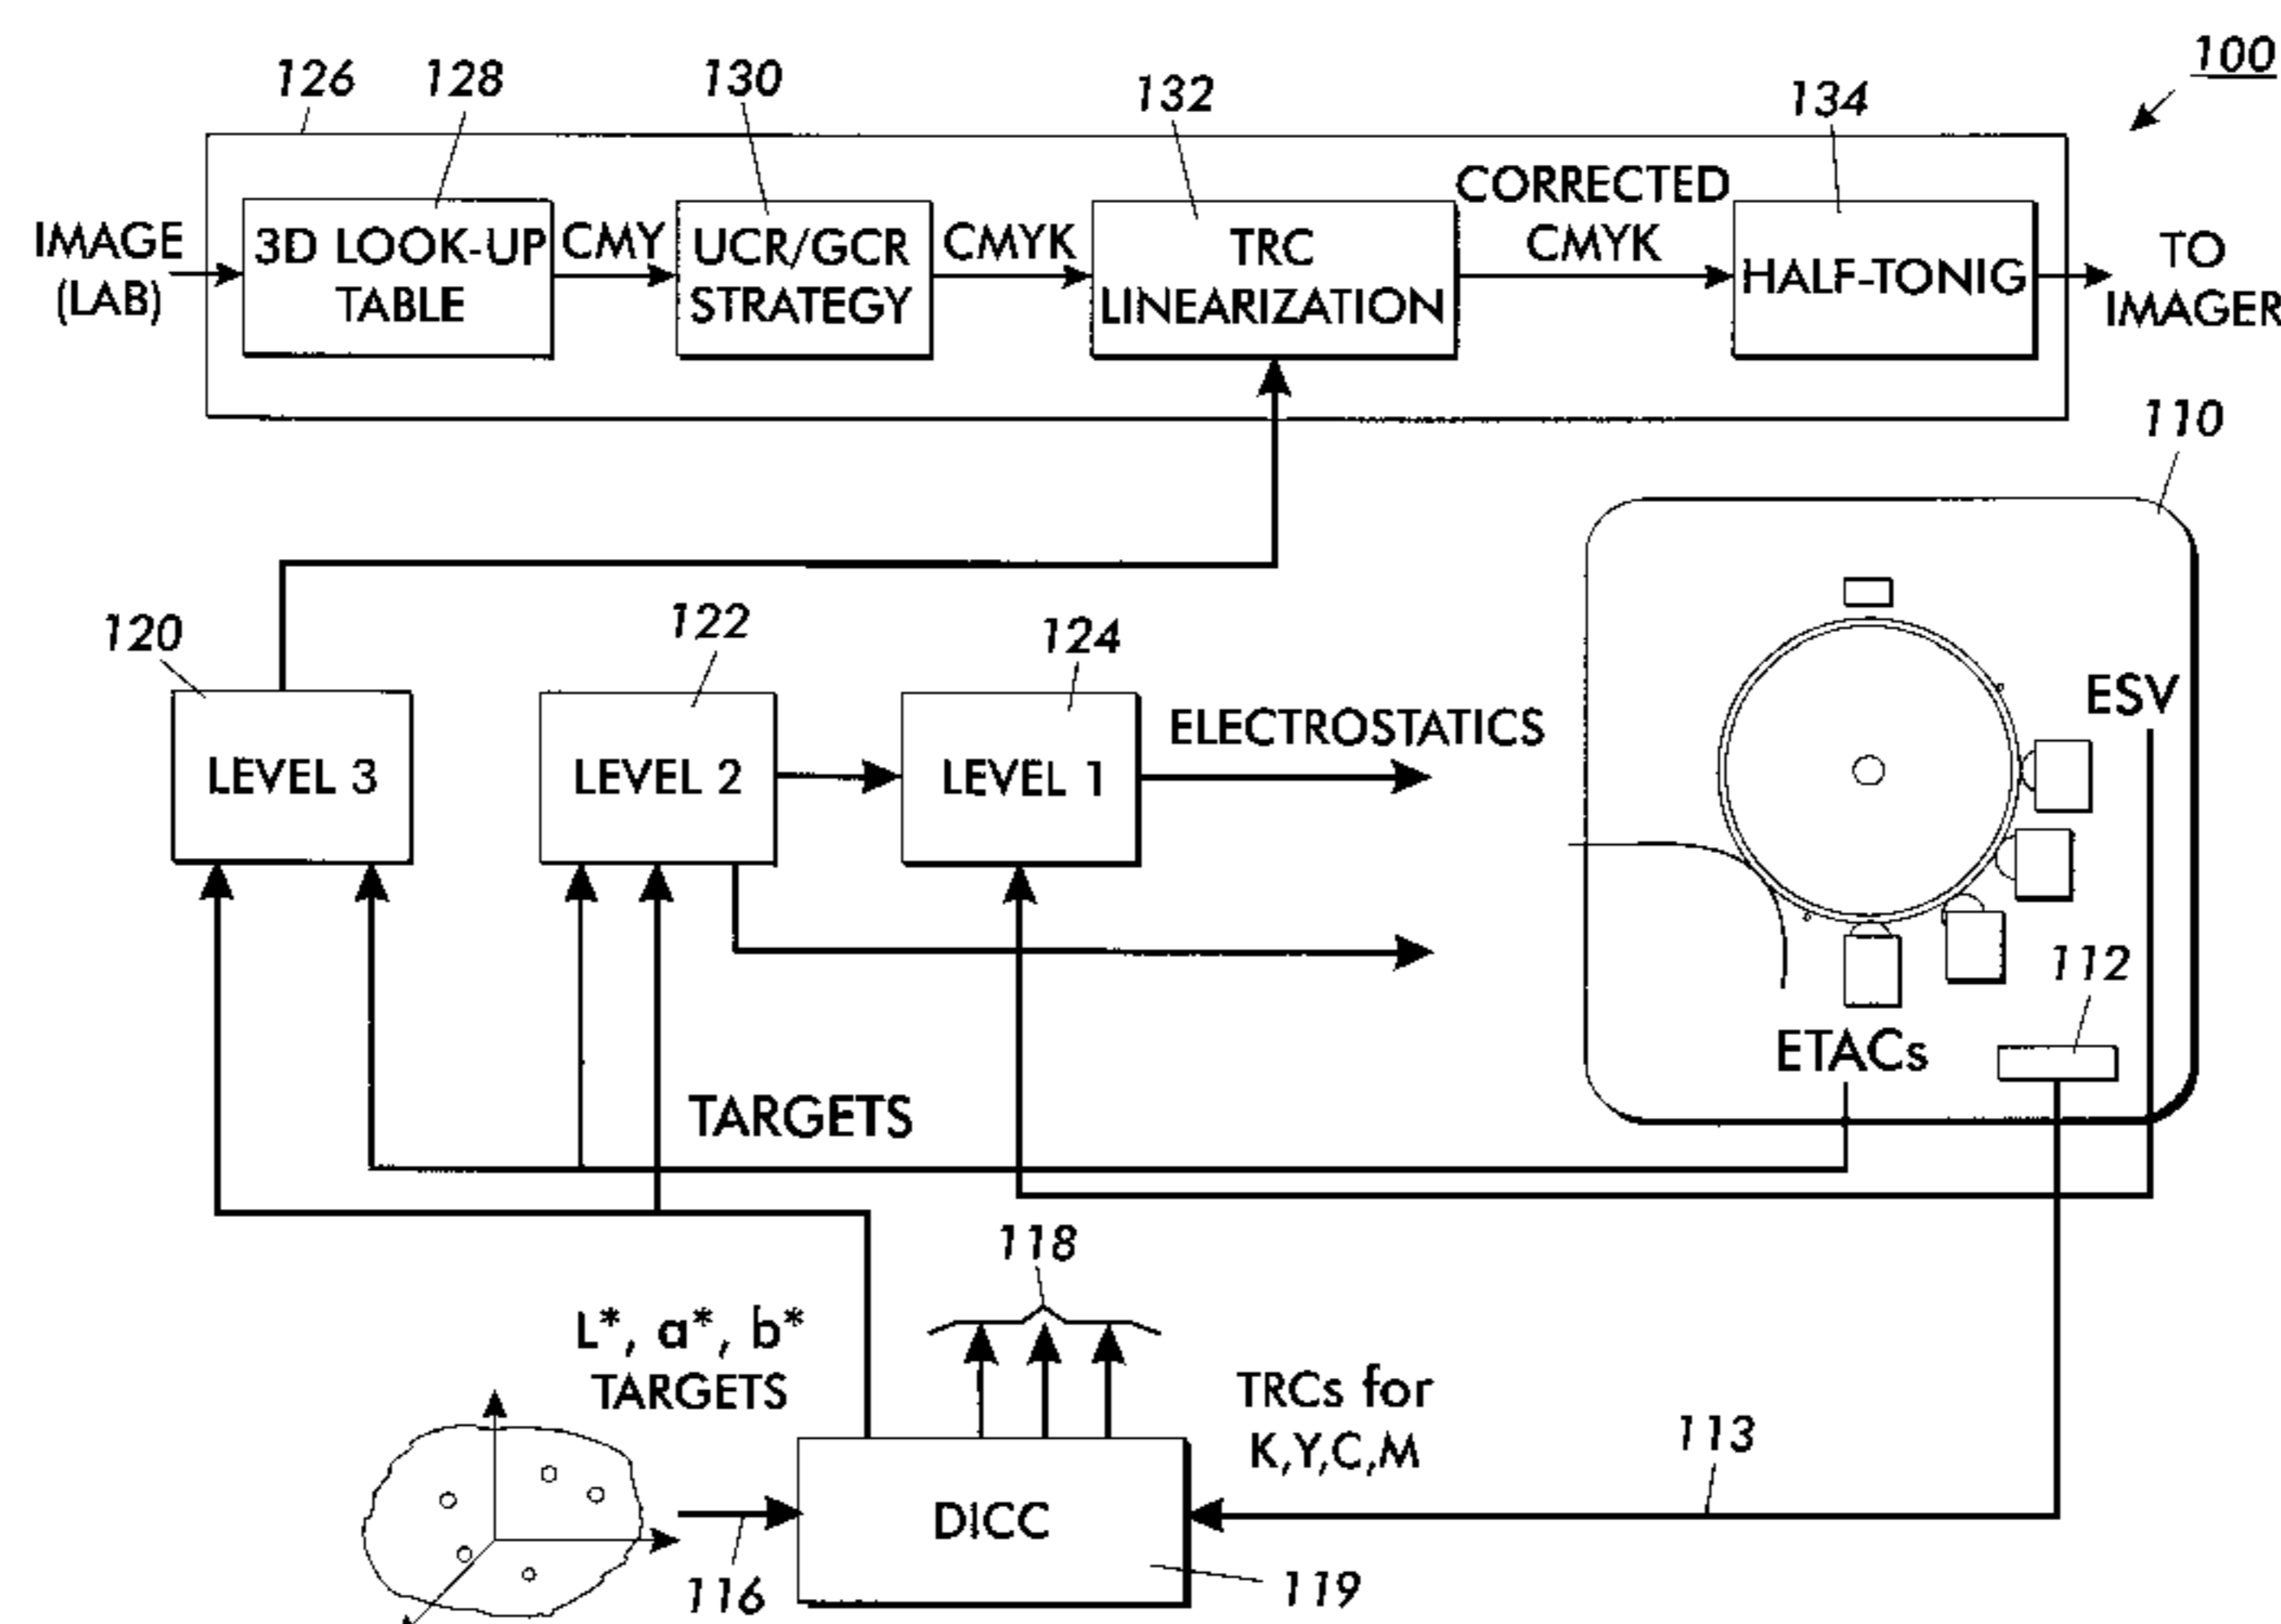 100
126
128
130
132
134
IMAGE
(LAB)
3D LOOK-UP
TABLE
CMY
UCR/GCR
STRATEGY
CMYK
TRC
LINEARIZATION
CORRECTED
CMYK
HALF-TONIG
TO
IMAGER
110
120
122
124
LEVEL 3
LEVEL 2
LEVEL 1
ELECTROSTATICS
ESV
112
ETACs
TARGETS
118
L*, a*, b*
TARGETS
TRCs for
K,Y,C,M
113
DICC
116
119